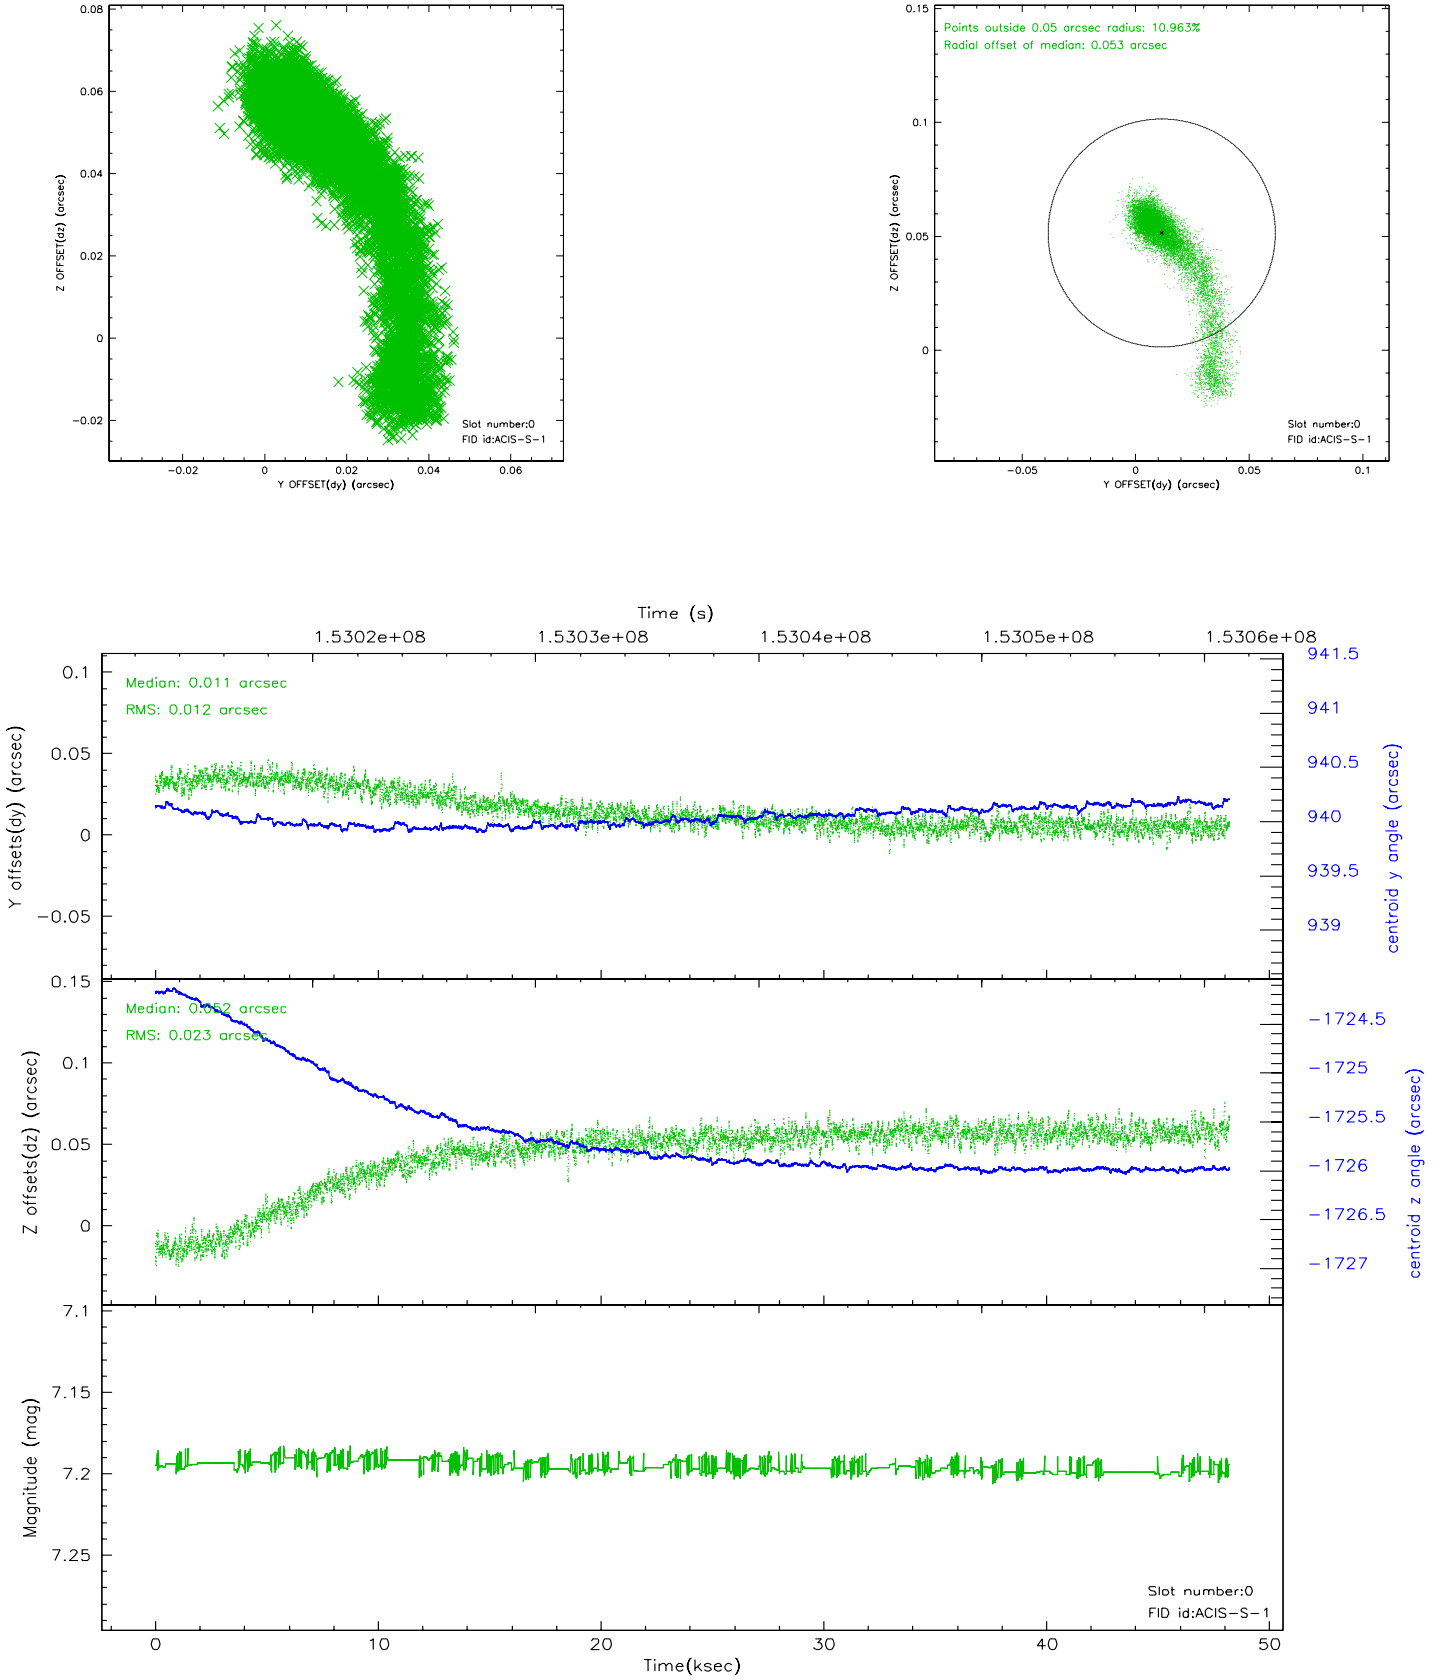 0.08
0.06
0.04
0.02
0
−0.02
Z OFFSET(dz) (arcsec)
−0.02 0 0.02 0.04 0.06
Y OFFSET(dy) (arcsec)
Slot number:0
FID id:ACIS−S−1
0.15
0.1
0.05
0
Z OFFSET(dz) (arcsec)
Points outside 0.05 arcsec radius: 10.963%
Radial offset of median: 0.053 arcsec
−0.05 0 0.05 0.1
Y OFFSET(dy) (arcsec)
Slot number:0
FID id:ACIS−S−1
Time (s)
1.5302e+08 1.5303e+08 1.5304e+08 1.5305e+08 1.5306e+08
0.1
0.05
0
−0.05
Y offsets(dy) (arcsec)
Median: 0.011 arcsec
RMS: 0.012 arcsec
941.5
941
940.5
940
939.5
939
centroid y angle (arcsec)
0.15
0.1
0.05
0
Z offsets(dz) (arcsec)
Median: 0.052 arcsec
RMS: 0.023 arcsec
−1724.5
−1725
−1725.5
−1726
−1726.5
−1727
centroid z angle (arcsec)
7.1
7.15
7.2
7.25
Magnitude (mag)
Slot number:0
FID id:ACIS−S−1
0 10 20 30 40 50
Time(ksec)